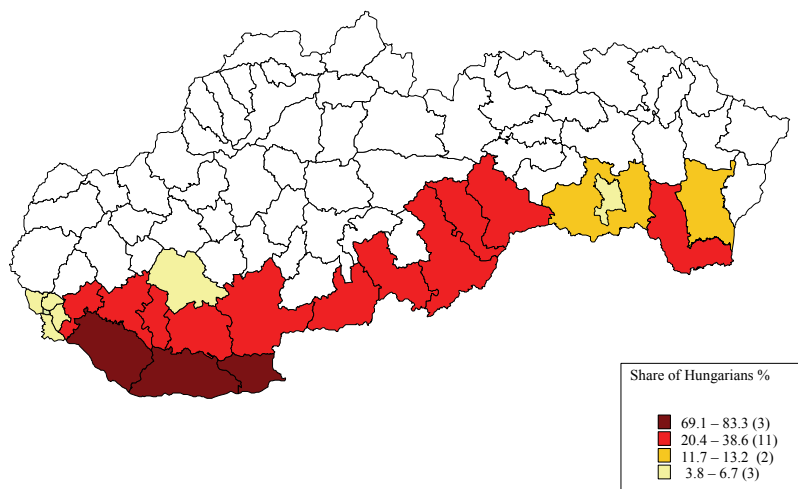 Share of Hungarians %
69.1 – 83.3 (3)
20.4 – 38.6 (11)
11.7 – 13.2 (2)
3.8 – 6.7 (3)